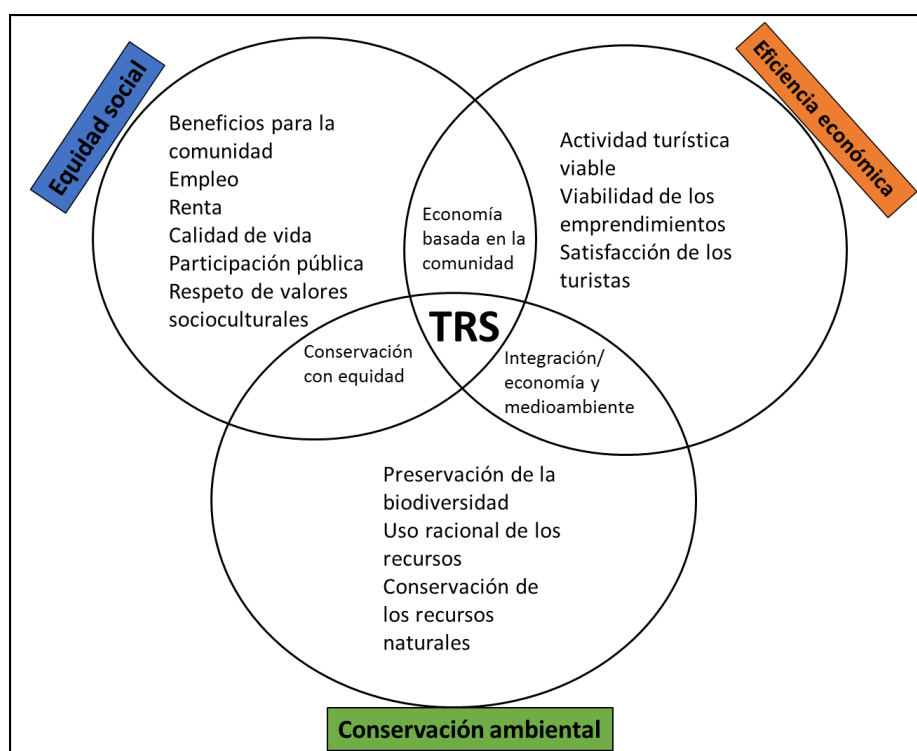 Equidad social
Eficiencia económica
Beneficios para la
comunidad
Empleo
Renta
Calidad de vida
Participación pública
Respeto de valores
socioculturales
Economía
basada en la
comunidad
Actividad turística
viable
Viabilidad de los
emprendimientos
Satisfacción de los
turistas
TRS
Conservación
con equidad
Integración/
economía y
medioambiente
Preservación de la
biodiversidad
Uso racional de los
recursos
Conservación de
los recursos
naturales
Conservación ambiental